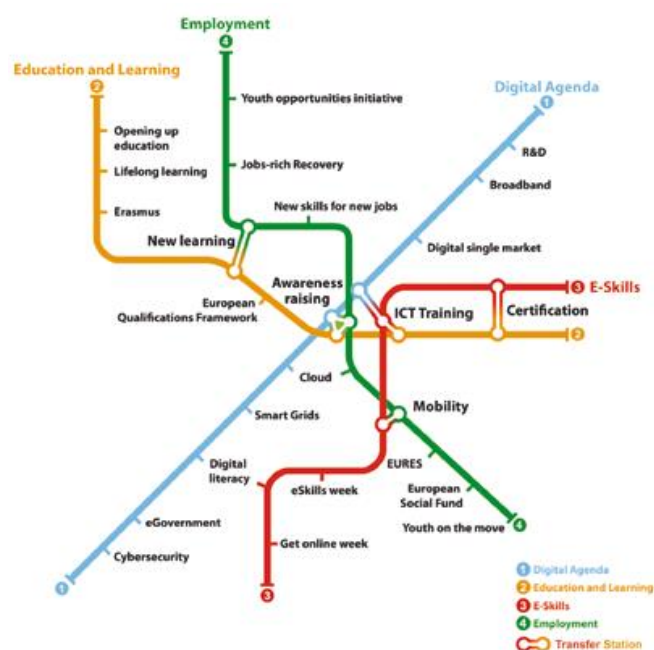 Employment
4
Education and Learning
2
Youth opportunities initiative
Digital Agenda
1
Opening up
education
R&D
Lifelong learning
Jobs-rich Recovery
Broadband
Erasmus
New skills for new jobs
New learning
Digital single market
Awareness
raising
3 E-Skills
European
Qualifications Framework
ICT Training
Certification
2
Cloud
Mobility
Smart Grids
Digital
literacy
EURES
eSkills week
European
Social Fund
eGovernment
Youth on the move
4
Get online week
Cybersecurity
1
3
1 Digital Agenda
2 Education and Learning
3 E-Skills
4 Employment
Transfer Station